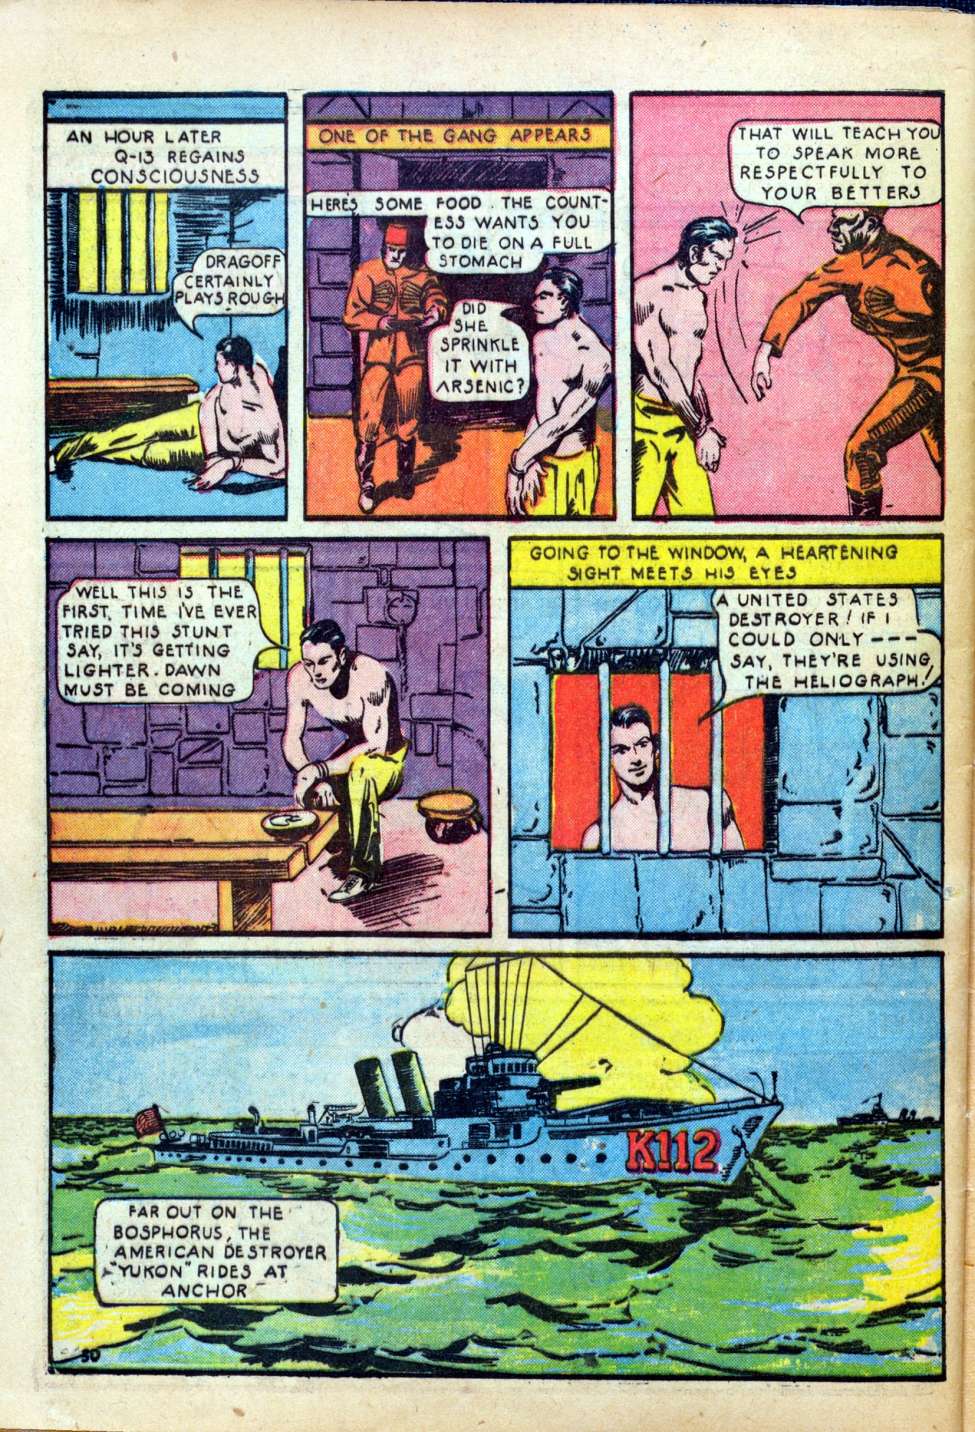 AN HOUR LATER
Q-13 REGAINS
CONSCIOUSNESS
DRAGOFF
CERTAINLY
PLAYS ROUGH
ONE OF THE GANG APPEARS
HERES SOME FOOD. THE COUNT-
ESS WANTS YOU
TO DIE ON A FULL
STOMACH
DID
SHE
SPRINKLE
IT WITH
ARSENIC?
THAT WILL TEACH YOU
TO SPEAK MORE
RESPECTFULLY TO
YOUR BETTERS
WELL THIS IS THE
FIRST, TIME I'VE EVER
TRIED THIS STUNT
SAY, IT'S GETTING
LIGHTER. DAWN
MUST BE COMING
GOING TO THE WINDOW, A HEARTENING
SIGHT MEETS HIS EYES
A UNITED STATES
DESTROYER! IF I
COULD ONLY ----
SAY, THEY'RE USING
THE HELIOGRAPH!
K112
FAR OUT ON THE
BOSPHORUS, THE
AMERICAN DESTROYER
"YUKON" RIDES AT
ANCHOR
50